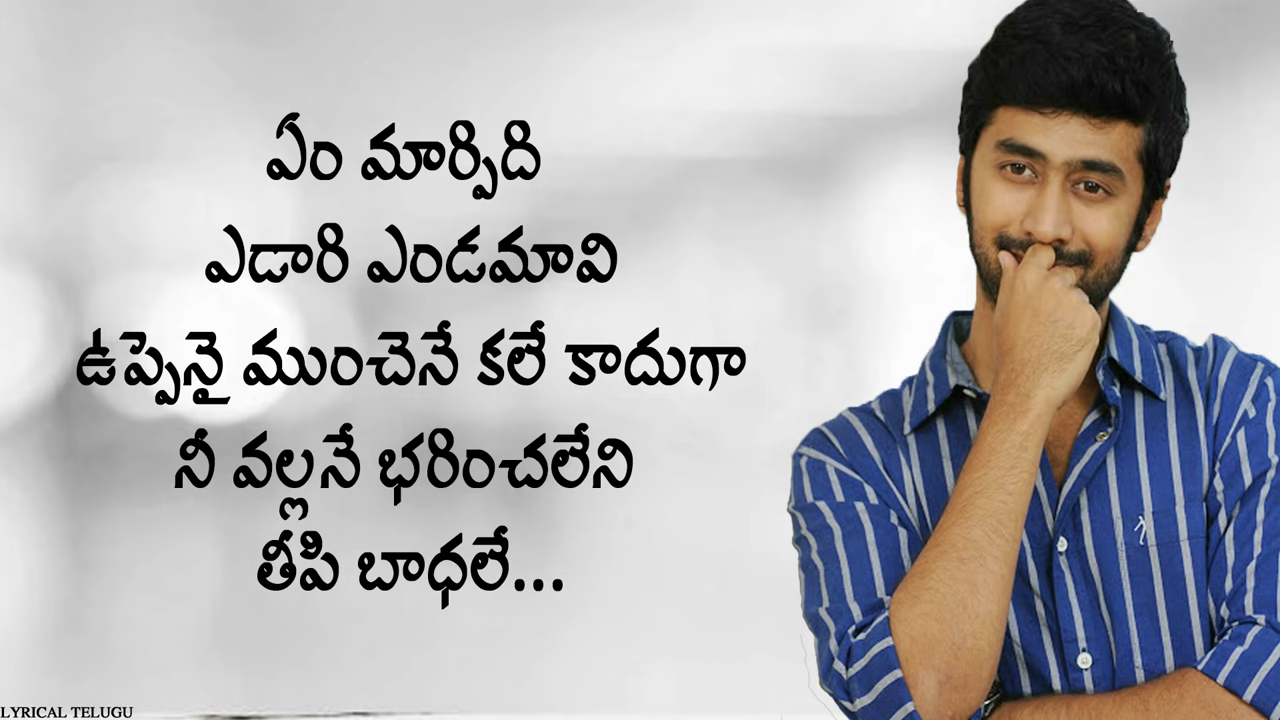 ఏం మార్పిది
ఎడారి ఎండమావి
ఉప్పెనై ముంచెనే కలే కాదుగా
నీ వల్లనే భరించలేని
తీపి బాధలే...
LYRICAL TELUGU